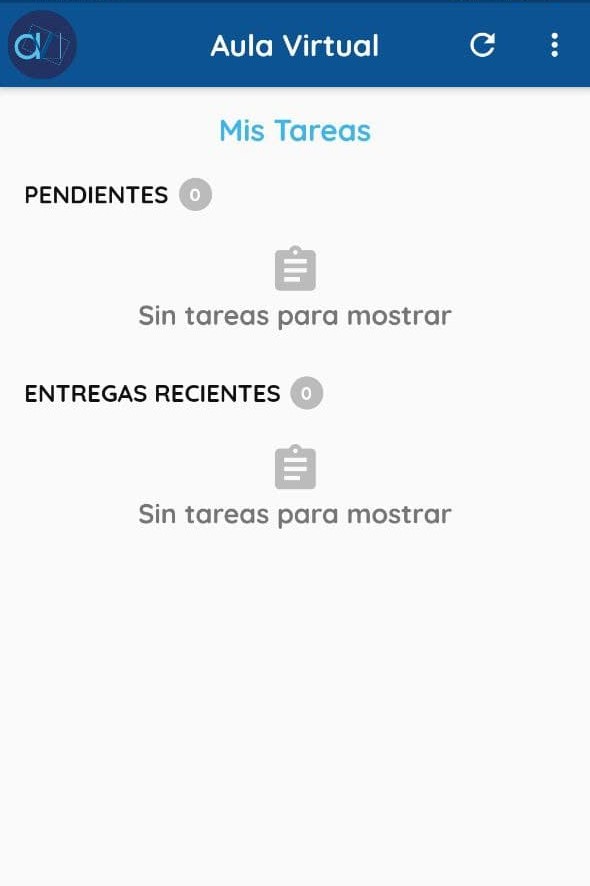 Aula Virtual
Mis Tareas
PENDIENTES 0
Sin tareas para mostrar
ENTREGAS RECIENTES 0
Sin tareas para mostrar